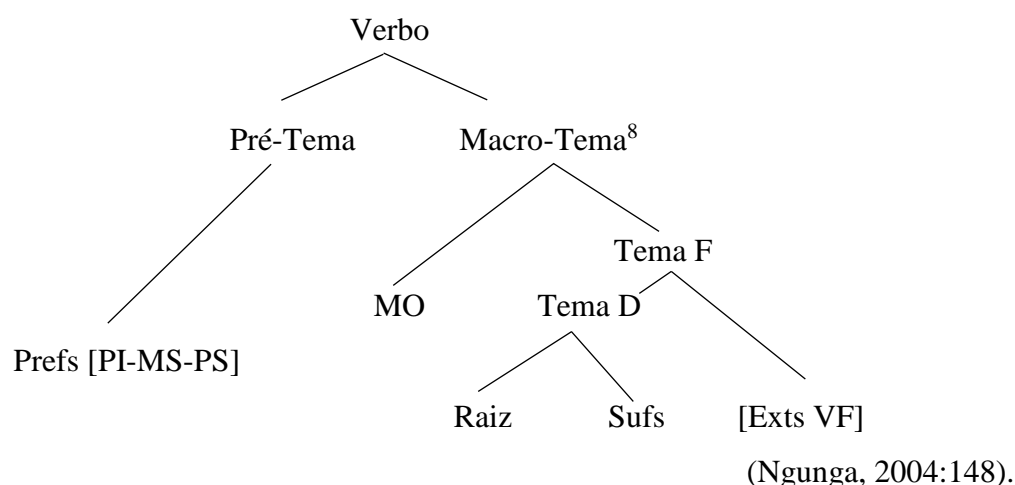 Verbo
Pré-Tema Macro-Tema⁸
Tema F
MO Tema D
Prefs [PI-MS-PS]
Raiz Sufs [Exts VF]
(Ngunga, 2004:148).